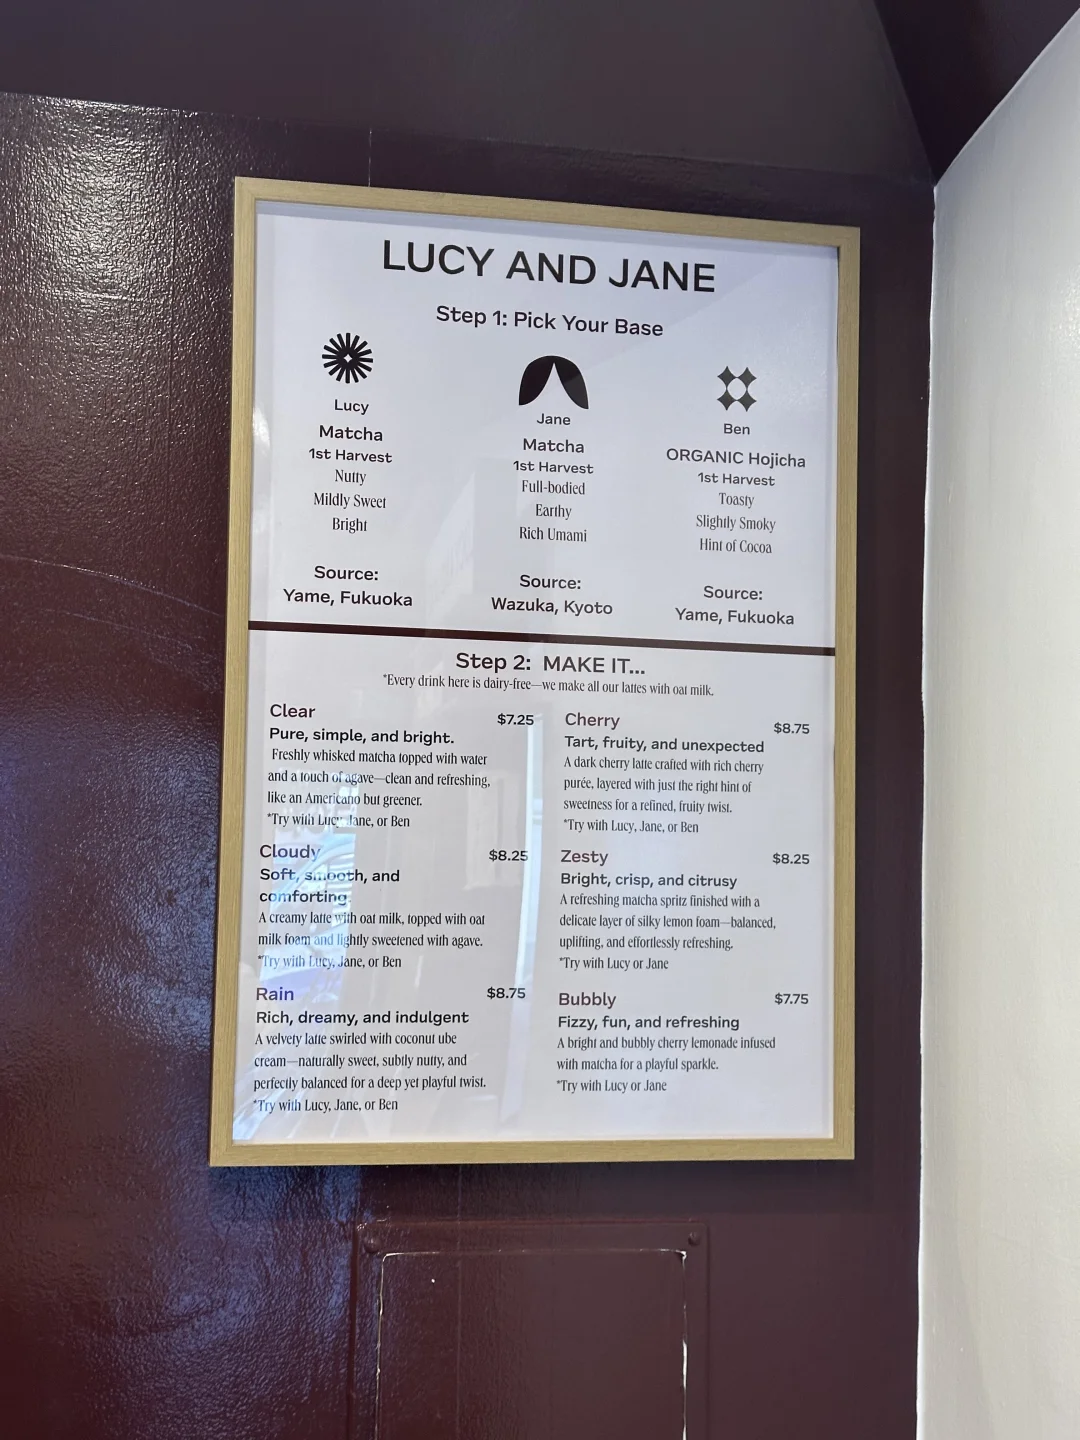 LUCY AND JANE
Step 1: Pick Your Base
Lucy
Matcha
1st Harvest
Nutty
Mildly Sweet
Bright
Source:
Yame, Fukuoka
Jane
Matcha
1st Harvest
Full-bodied
Earthy
Rich Umami
Source:
Wazuka, Kyoto
Ben
ORGANIC Hojicha
1st Harvest
Toasty
Slightly Smoky
Hint of Cocoa
Source:
Yame, Fukuoka
Step 2: MAKE IT...
*Every drink here is dairy-free—we make all our lattes with oat milk.
Clear $7.25
Pure, simple, and bright.
Freshly whisked matcha topped with water
and a touch of agave—clean and refreshing,
like an Americano but greener.
*Try with Lucy, Jane, or Ben
Cloudy $8.25
Soft, smooth, and
comforting.
A creamy latte with oat milk, topped with oat
milk foam and lightly sweetened with agave.
*Try with Lucy, Jane, or Ben
Rain $8.75
Rich, dreamy, and indulgent
A velvety latte swirled with coconut ube
cream—naturally sweet, subtly nutty, and
perfectly balanced for a deep yet playful twist.
*Try with Lucy, Jane, or Ben
Cherry $8.75
Tart, fruity, and unexpected
A dark cherry latte crafted with rich cherry
purée, layered with just the right hint of
sweetness for a refined, fruity twist.
*Try with Lucy, Jane, or Ben
Zesty $8.25
Bright, crisp, and citrusy
A refreshing matcha spritz finished with a
delicate layer of silky lemon foam—balanced,
uplifting, and effortlessly refreshing.
*Try with Lucy or Jane
Bubbly $7.75
Fizzy, fun, and refreshing
A bright and bubbly cherry lemonade infused
with matcha for a playful sparkle.
*Try with Lucy or Jane